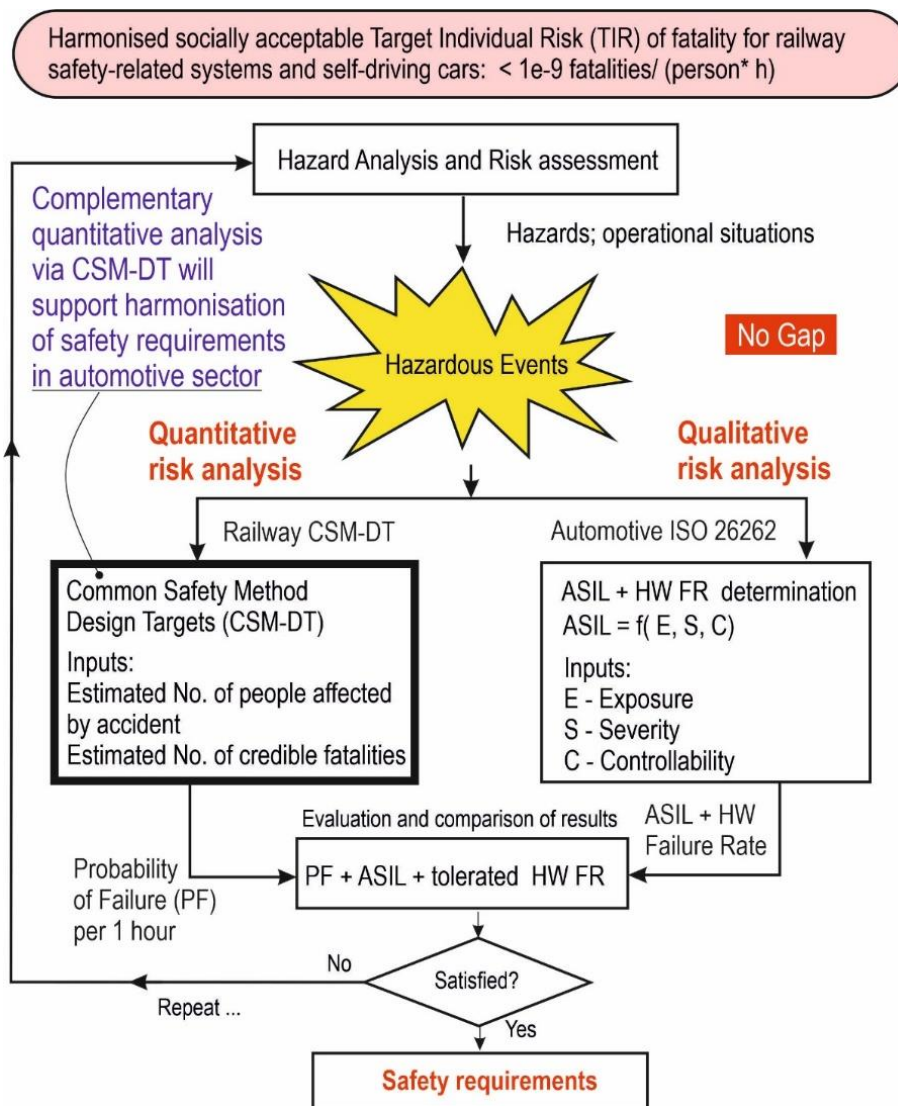 Harmonised socially acceptable Target Individual Risk (TIR) of fatality for railway
safety-related systems and self-driving cars: < 1e-9 fatalities/ (person* h)
Hazard Analysis and Risk assessment
Complementary
quantitative analysis
via CSM-DT will
support harmonisation
of safety requirements
in automotive sector
Hazards; operational situations
Hazardous Events
No Gap
Quantitative
risk analysis
Qualitative
risk analysis
Railway CSM-DT
Automotive ISO 26262
Common Safety Method
Design Targets (CSM-DT)
Inputs:
Estimated No. of people affected
by accident
Estimated No. of credible fatalities
ASIL + HW FR determination
ASIL = f( E, S, C)
Inputs:
E - Exposure
S - Severity
C - Controllability
Evaluation and comparison of results
ASIL + HW
Failure Rate
PF + ASIL + tolerated HW FR
Probability
of Failure (PF)
per 1 hour
No
Satisfied?
Repeat ...
Yes
Safety requirements